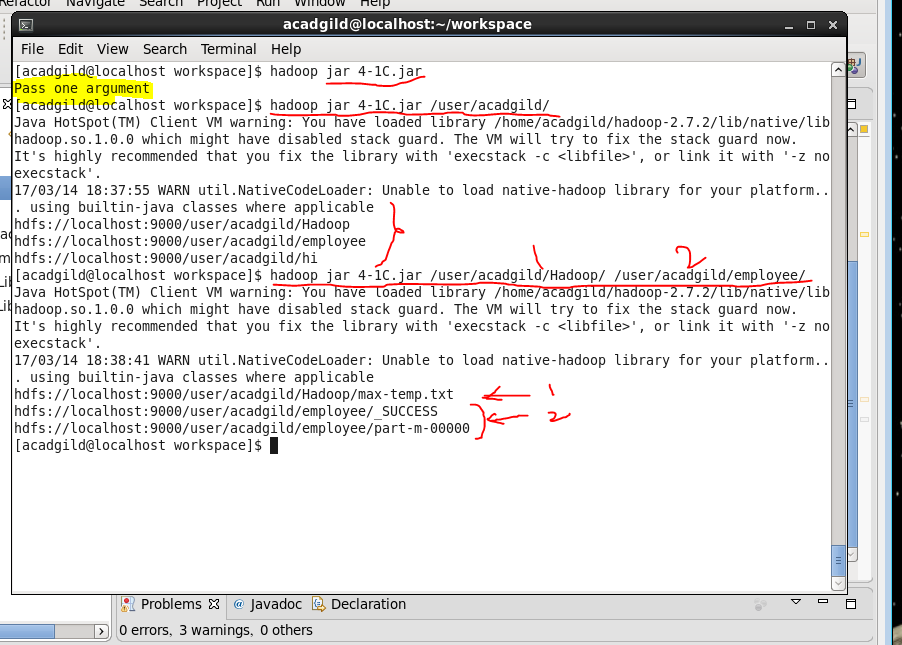 Refactor Navigate Search Project Run Window Help
acadgild@localhost:~/workspace
File Edit View Search Terminal Help
[acadgild@localhost workspace]$ hadoop jar 4-1C.jar
Pass one argument
[acadgild@localhost workspace]$ hadoop jar 4-1C.jar /user/acadgild/
Java HotSpot(TM) Client VM warning: You have loaded library /home/acadgild/hadoop-2.7.2/lib/native/lib
hadoop.so.1.0.0 which might have disabled stack guard. The VM will try to fix the stack guard now.
It's highly recommended that you fix the library with 'execstack -c <libfile>', or link it with '-z no
execstack'.
17/03/14 18:37:55 WARN util.NativeCodeLoader: Unable to load native-hadoop library for your platform..
. using builtin-java classes where applicable
hdfs://localhost:9000/user/acadgild/Hadoop
hdfs://localhost:9000/user/acadgild/employee
hdfs://localhost:9000/user/acadgild/hi
1 2
[acadgild@localhost workspace]$ hadoop jar 4-1C.jar /user/acadgild/Hadoop/ /user/acadgild/employee/
Java HotSpot(TM) Client VM warning: You have loaded library /home/acadgild/hadoop-2.7.2/lib/native/lib
hadoop.so.1.0.0 which might have disabled stack guard. The VM will try to fix the stack guard now.
It's highly recommended that you fix the library with 'execstack -c <libfile>', or link it with '-z no
execstack'.
17/03/14 18:38:41 WARN util.NativeCodeLoader: Unable to load native-hadoop library for your platform..
. using builtin-java classes where applicable
hdfs://localhost:9000/user/acadgild/Hadoop/max-temp.txt 1
hdfs://localhost:9000/user/acadgild/employee/_SUCCESS 2
hdfs://localhost:9000/user/acadgild/employee/part-m-00000
[acadgild@localhost workspace]$
Problems @ Javadoc Declaration
0 errors, 3 warnings, 0 others